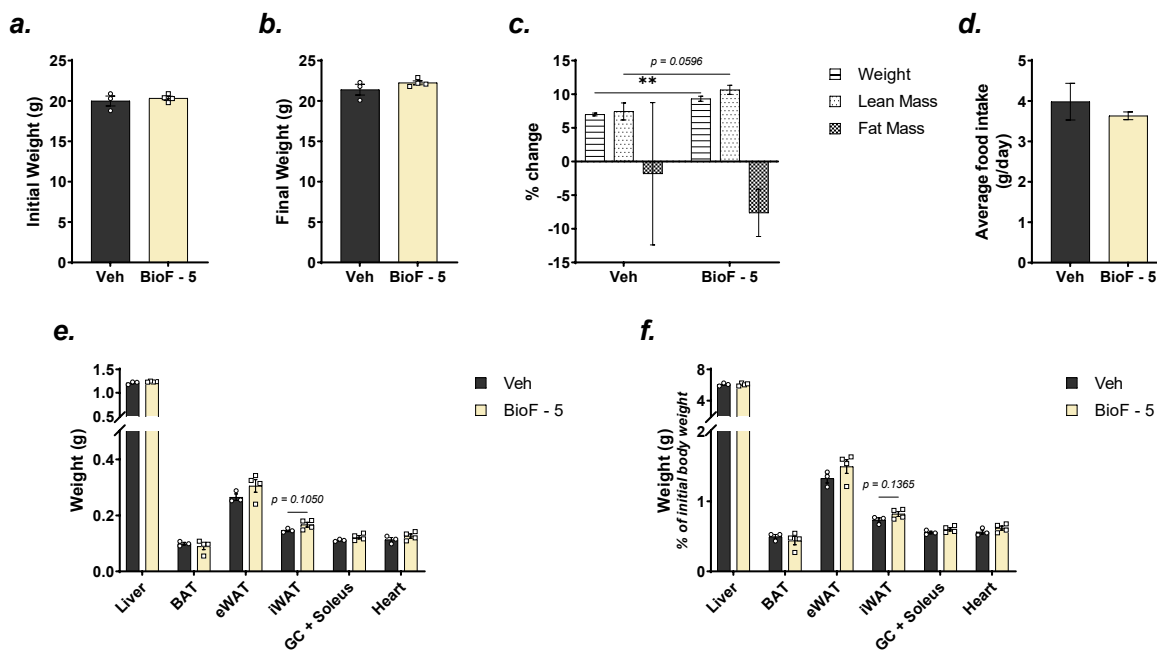 a.
25
20
15
10
5
0
Initial Weight (g)
Veh
BioF - 5
b.
25
20
15
10
5
0
Final Weight (g)
Veh
BioF - 5
c.
p = 0.0596
**
15
10
5
0
-5
-10
-15
% change
Veh
BioF - 5
Weight
Lean Mass
Fat Mass
d.
5
4
3
2
1
0
Average food intake
(g/day)
Veh
BioF - 5
e.
1.5
1.0
0.5
0.4
0.2
0.0
Weight (g)
p = 0.1050
Liver
BAT
eWAT
iWAT
GC + Soleus
Heart
Veh
BioF - 5
f.
6
4
2
1
0
Weight (g)
% of initial body weight
p = 0.1365
Liver
BAT
eWAT
iWAT
GC + Soleus
Heart
Veh
BioF - 5